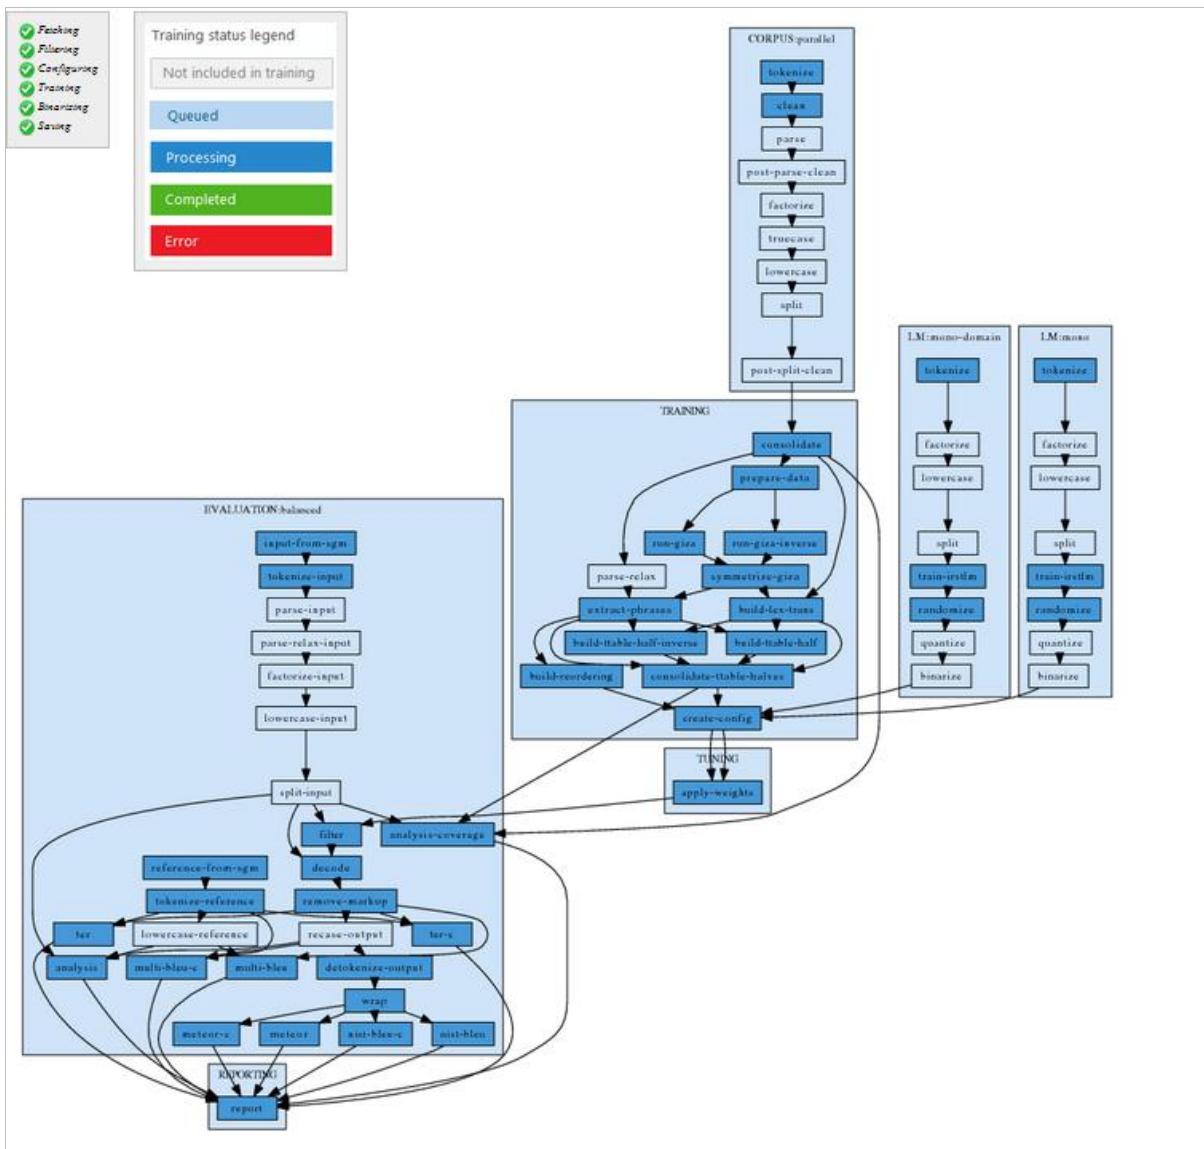 Fetching
Filtering
Configuring
Training
Binarizing
Saving
Training status legend
Not included in training
Queued
Processing
Completed
Error
CORPUS:parallel
tokenize
clean
parse
post-parse-clean
factorize
truecase
lowercase
split
post-split-clean
LM:mono-domain
tokenize
factorize
lowercase
split
train-irstlm
randomize
quantize
binarize
LM:mono
tokenize
factorize
lowercase
split
train-irstlm
randomize
quantize
binarize
TRAINING
consolidate
prepare-data
run-giza
run-giza-inverse
parse-relax
symmetrize-giza
extract-phrases
build-lex-trans
build-ttable-half-inverse
build-ttable-half
build-reordering
consolidate-ttable-halves
create-config
TUNING
apply-weights
EVALUATION:balanced
input-from-sgm
tokenize-input
parse-input
parse-relax-input
factorize-input
lowercase-input
split-input
filter
analysis-coverage
reference-from-sgm
decode
tokenize-reference
remove-markup
ter
lowercase-reference
recase-output
ter-c
analysis
multi-bleu-c
multi-bleu
detokenize-output
wrap
meteor-c
meteor
nist-bleu-c
nist-bleu
REPORTING
report